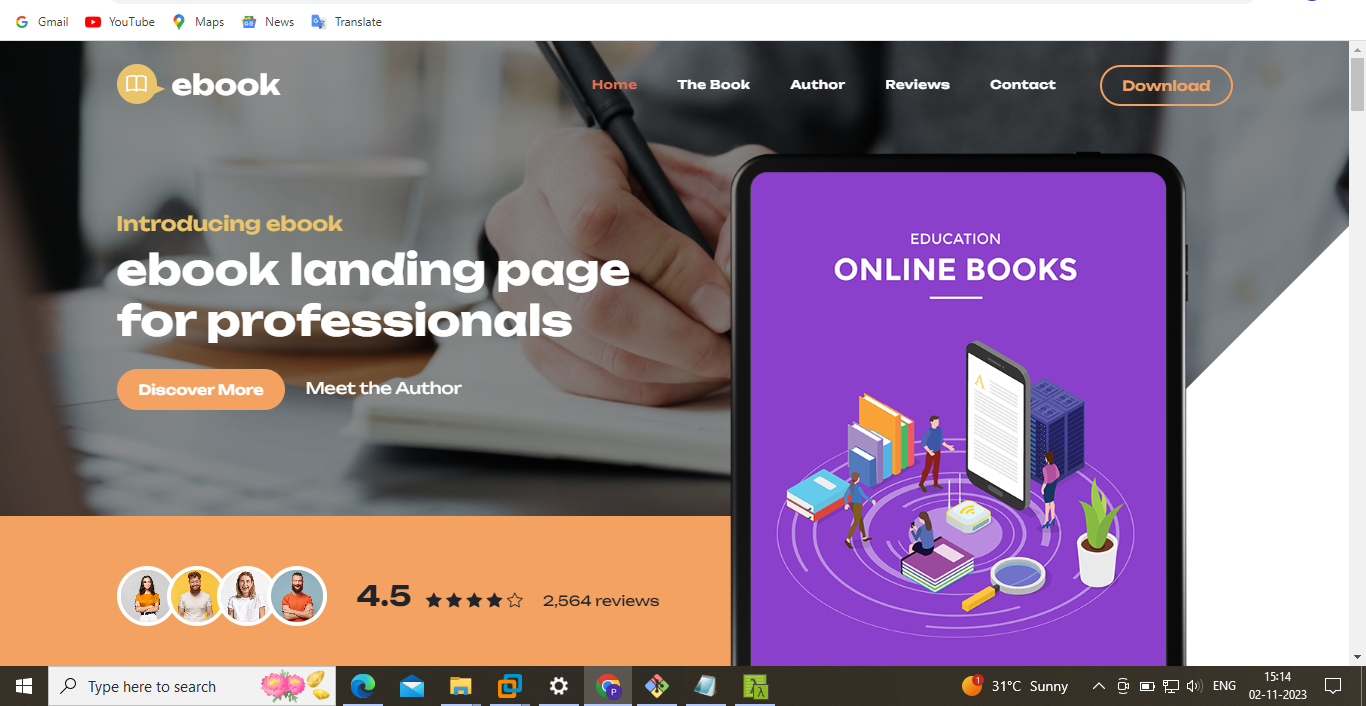 Gmail
YouTube
Maps
News
Translate
ebook
Home
The Book
Author
Reviews
Contact
Download
Introducing ebook
ebook landing page
for professionals
Discover More
Meet the Author
EDUCATION
ONLINE BOOKS
A
4.5
2,564 reviews
Type here to search
P
1
31°C Sunny
ENG
15:14
02-11-2023